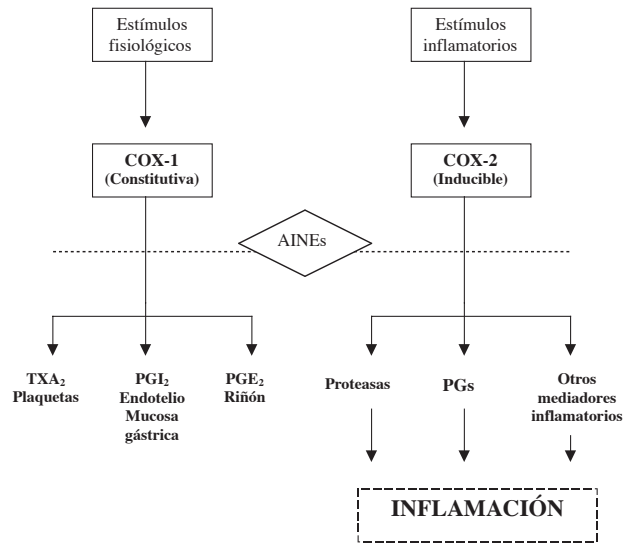 Estímulos
fisiológicos
Estímulos
inflamatorios
COX-1
(Constitutiva)
COX-2
(Inducible)
AINEs
TXA₂
Plaquetas
PGI₂
Endotelio
Mucosa
gástrica
PGE₂
Riñón
Proteasas
PGs
Otros
mediadores
inflamatorios
INFLAMACIÓN